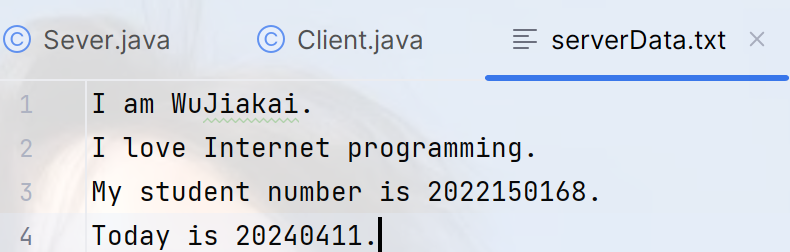 Sever.java Client.java serverData.txt
1 I am WuJiakai.
2 I love Internet programming.
3 My student number is 2022150168.
4 Today is 20240411.